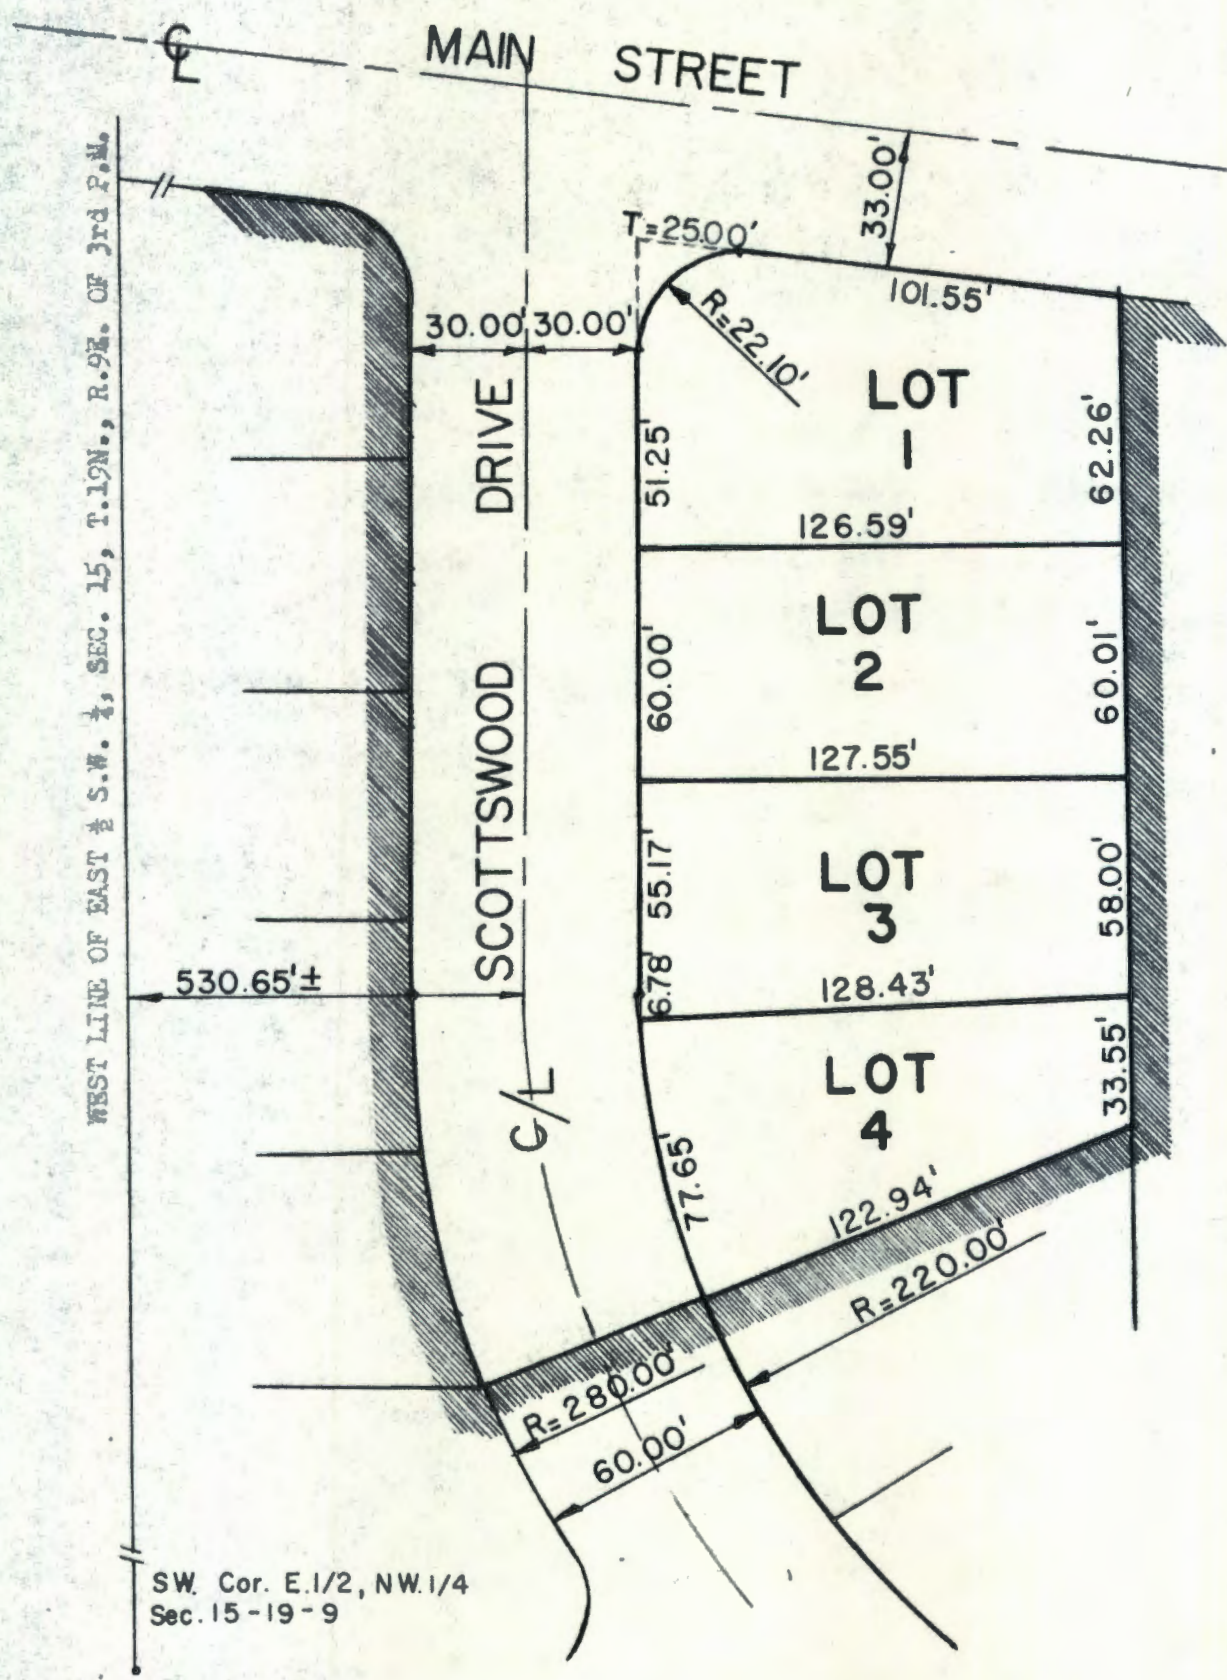 C L
MAIN STREET
33.00'
T=25.00'
101.55'
R=22.10'
30.00' 30.00'
LOT
1
51.25'
62.26'
126.59'
DRIVE
LOT
2
60.00'
60.01'
127.55'
SCOTTSWOOD
LOT
3
55.17'
58.00'
6.78'
128.43'
530.65'±
WEST LINE OF EAST ½ S.W. ¼, SEC. 15, T.19N., R.9E. OF 3rd P.M.
C/L
LOT
4
33.55'
77.65'
122.94'
R=220.00'
R=280.00'
60.00'
SW. Cor. E.1/2, NW.1/4
Sec. 15-19-9